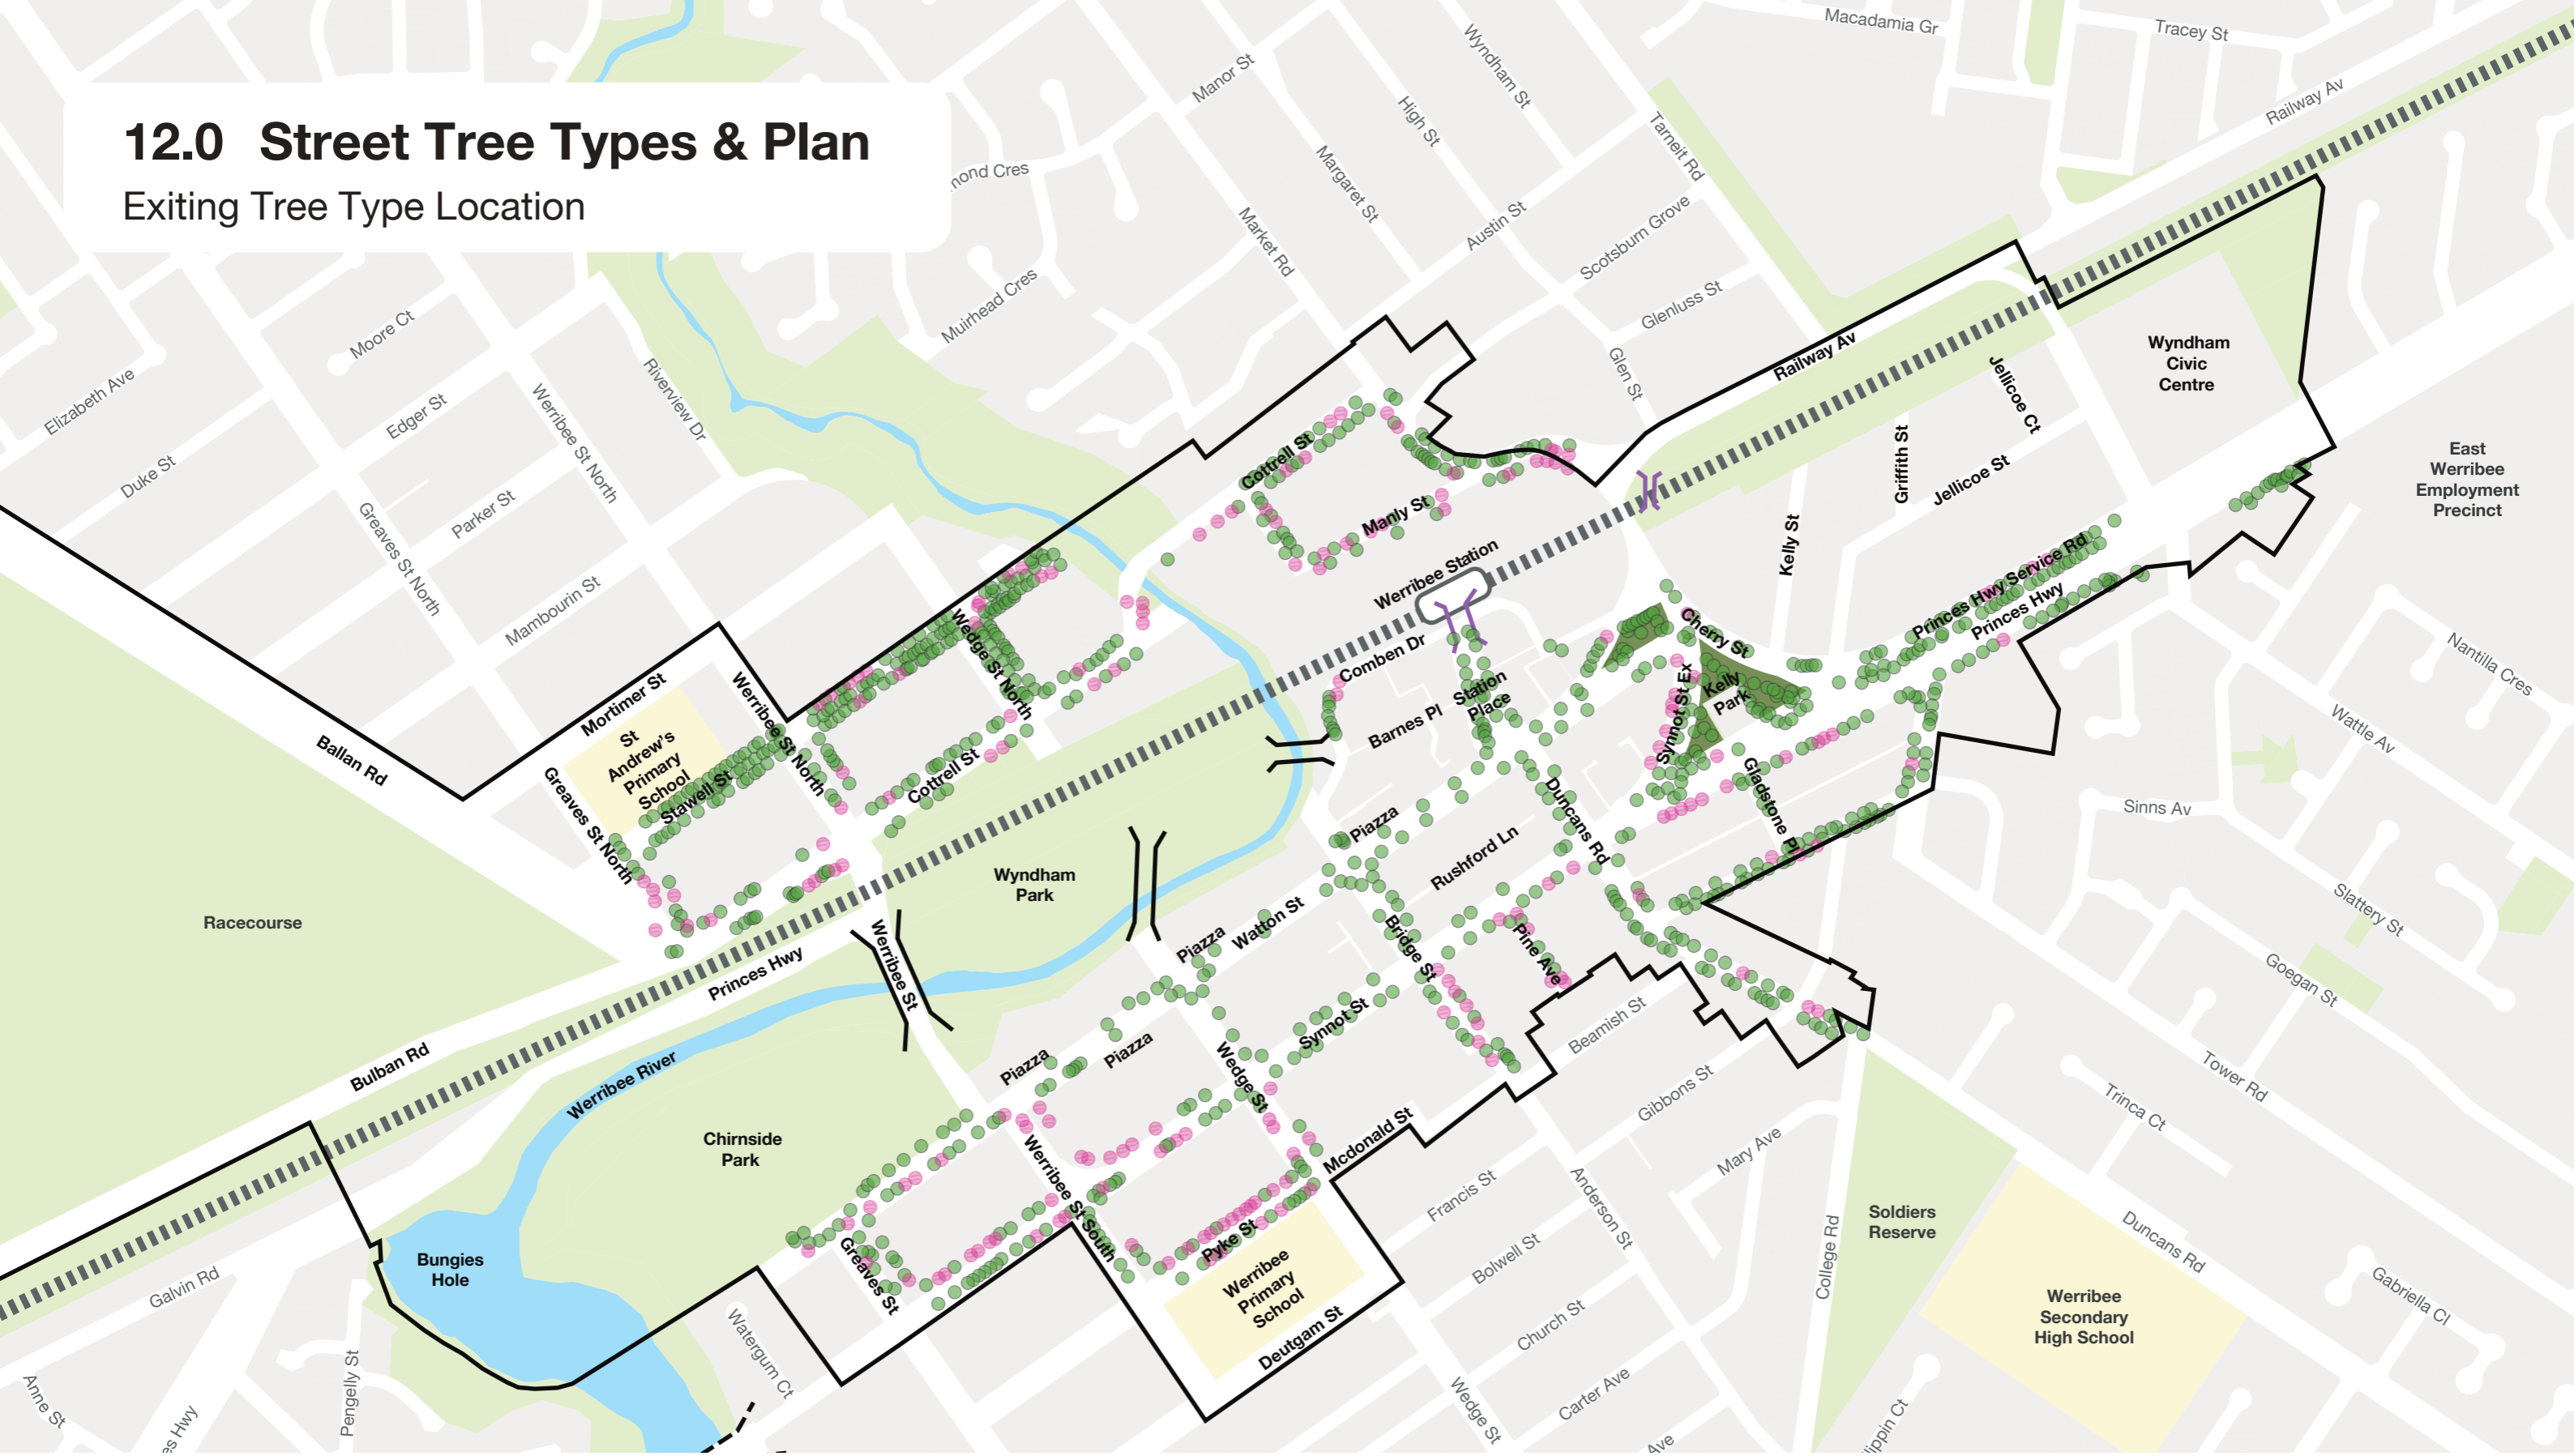 12.0 Street Tree Types & Plan
Exiting Tree Type Location
Macadamia Gr
Tracey St
Railway Av
Manor St
Wyndham St
High St
Tarneit Rd
Margaret St
Market Rd
Austin St
Scotsburn Grove
Glenluss St
Muirhead Cres
Moore Ct
Elizabeth Ave
Edger St
Duke St
Riverview Dr
Werribee St North
Parker St
Greaves St North
Mambourin St
Glen St
Railway Av
Jellicoe Ct
Wyndham
Civic
Centre
East
Werribee
Employment
Precinct
Griffith St
Jellicoe St
Kelly St
Cottrell St
Manly St
Werribee Station
Princes Hwy Service Rd
Princes Hwy
Cherry St
Comben Dr
Wedge St North
Station
Place
Barnes Pl
Synnot St Ex
Kelly
Park
Nantilla Cres
Wattle Av
Mortimer St
Werribee St North
St
Andrew's
Primary
School
Stawell St
Cottrell St
Ballan Rd
Greaves St North
Gladstone Pl
Duncans Rd
Piazza
Rushford Ln
Sinns Av
Slattery St
Goegan St
Racecourse
Wyndham
Park
Werribee St
Princes Hwy
Piazza
Watton St
Bridge St
Pine Ave
Synnot St
Beamish St
Bulban Rd
Werribee River
Piazza
Piazza
Wedge St
Gibbons St
Tower Rd
Trinca Ct
Chirnside
Park
Werribee St South
Mcdonald St
Mary Ave
Francis St
Anderson St
College Rd
Soldiers
Reserve
Duncans Rd
Bungies
Hole
Greaves St
Pyke St
Werribee
Primary
School
Deutgam St
Bolwell St
Church St
Carter Ave
Wedge St
Werribee
Secondary
High School
Gabriella Cl
Galvin Rd
Watergum Ct
Pengelly St
Anne St
Ave